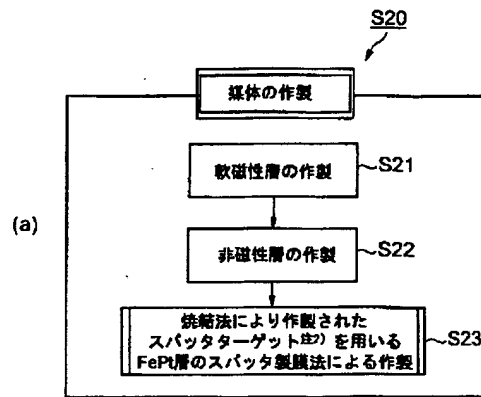 S20
媒体の作製
軟磁性層の作製
S21
(a)
非磁性層の作製
S22
焼結法により作製された
スパッタターゲット注2)を用いる
FePt層のスパッタ製膜法による作製
S23